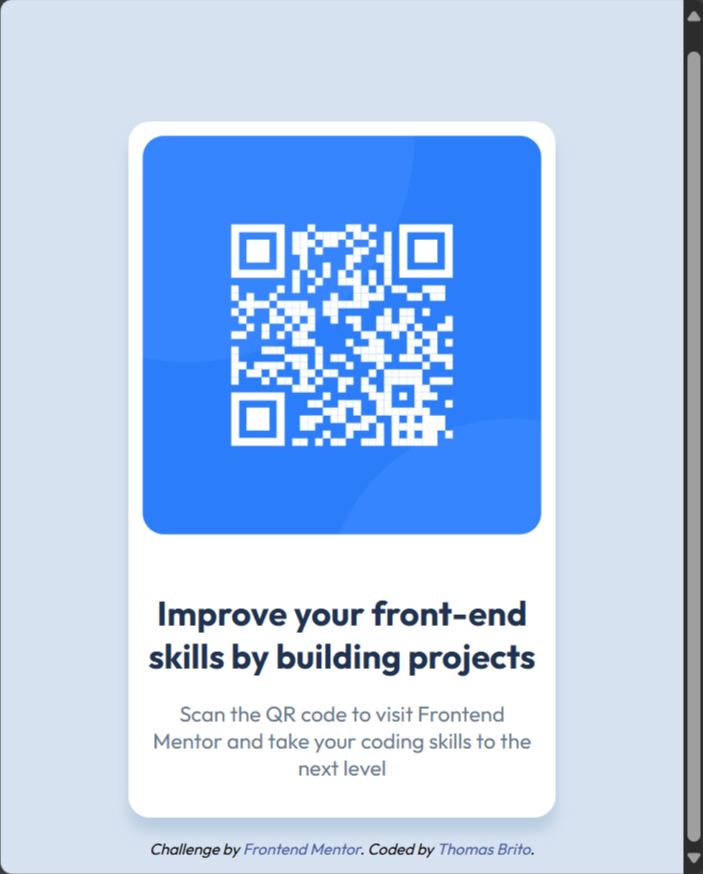 Improve your front-end
skills by building projects
Scan the QR code to visit Frontend
Mentor and take your coding skills to the
next level
Challenge by Frontend Mentor. Coded by Thomas Brito.